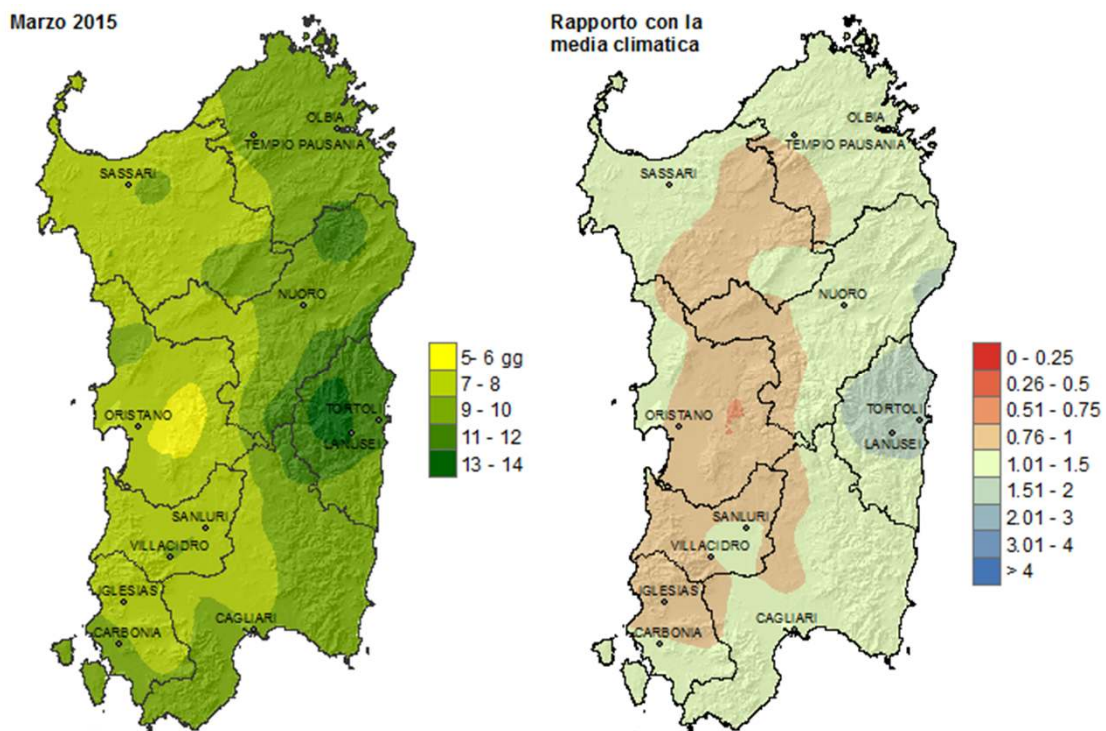 Marzo 2015
OLBIA
TEMPIO PAUSANIA
SASSARI
NUORO
ORISTANO
TORTOLI
LANUSEI
SANLURI
VILLACIDRO
IGLESIAS
CARBONIA
CAGLIARI
5- 6 gg
7 - 8
9 - 10
11 - 12
13 - 14
Rapporto con la
media climatica
OLBIA
TEMPIO PAUSANIA
SASSARI
NUORO
ORISTANO
TORTOLI
LANUSEI
SANLURI
VILLACIDRO
IGLESIAS
CARBONIA
CAGLIARI
0 - 0.25
0.26 - 0.5
0.51 - 0.75
0.76 - 1
1.01 - 1.5
1.51 - 2
2.01 - 3
3.01 - 4
> 4